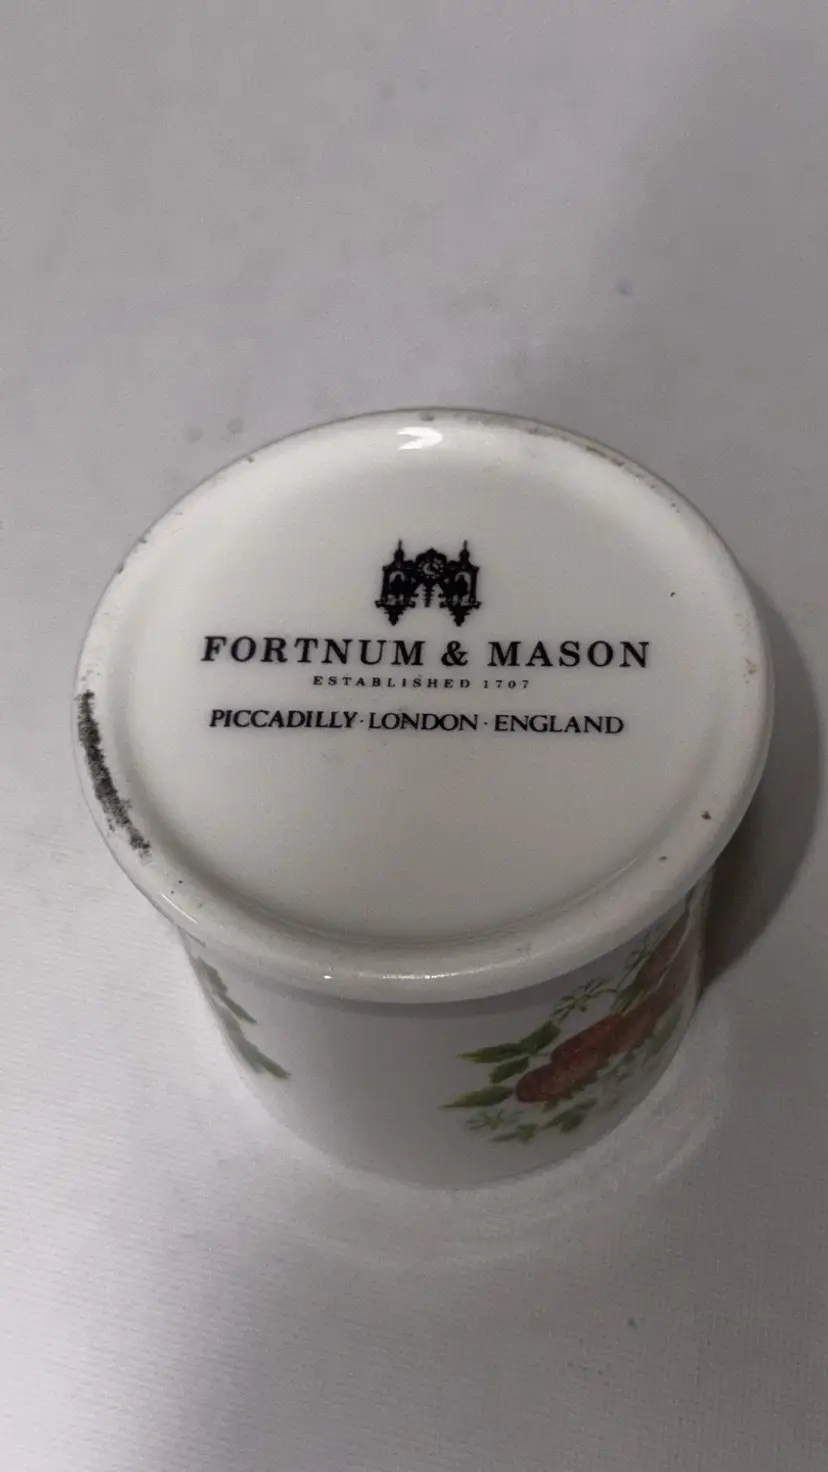 FORTNUM & MASON
ESTABLISHED 1707
PICCADILLY·LONDON·ENGLAND